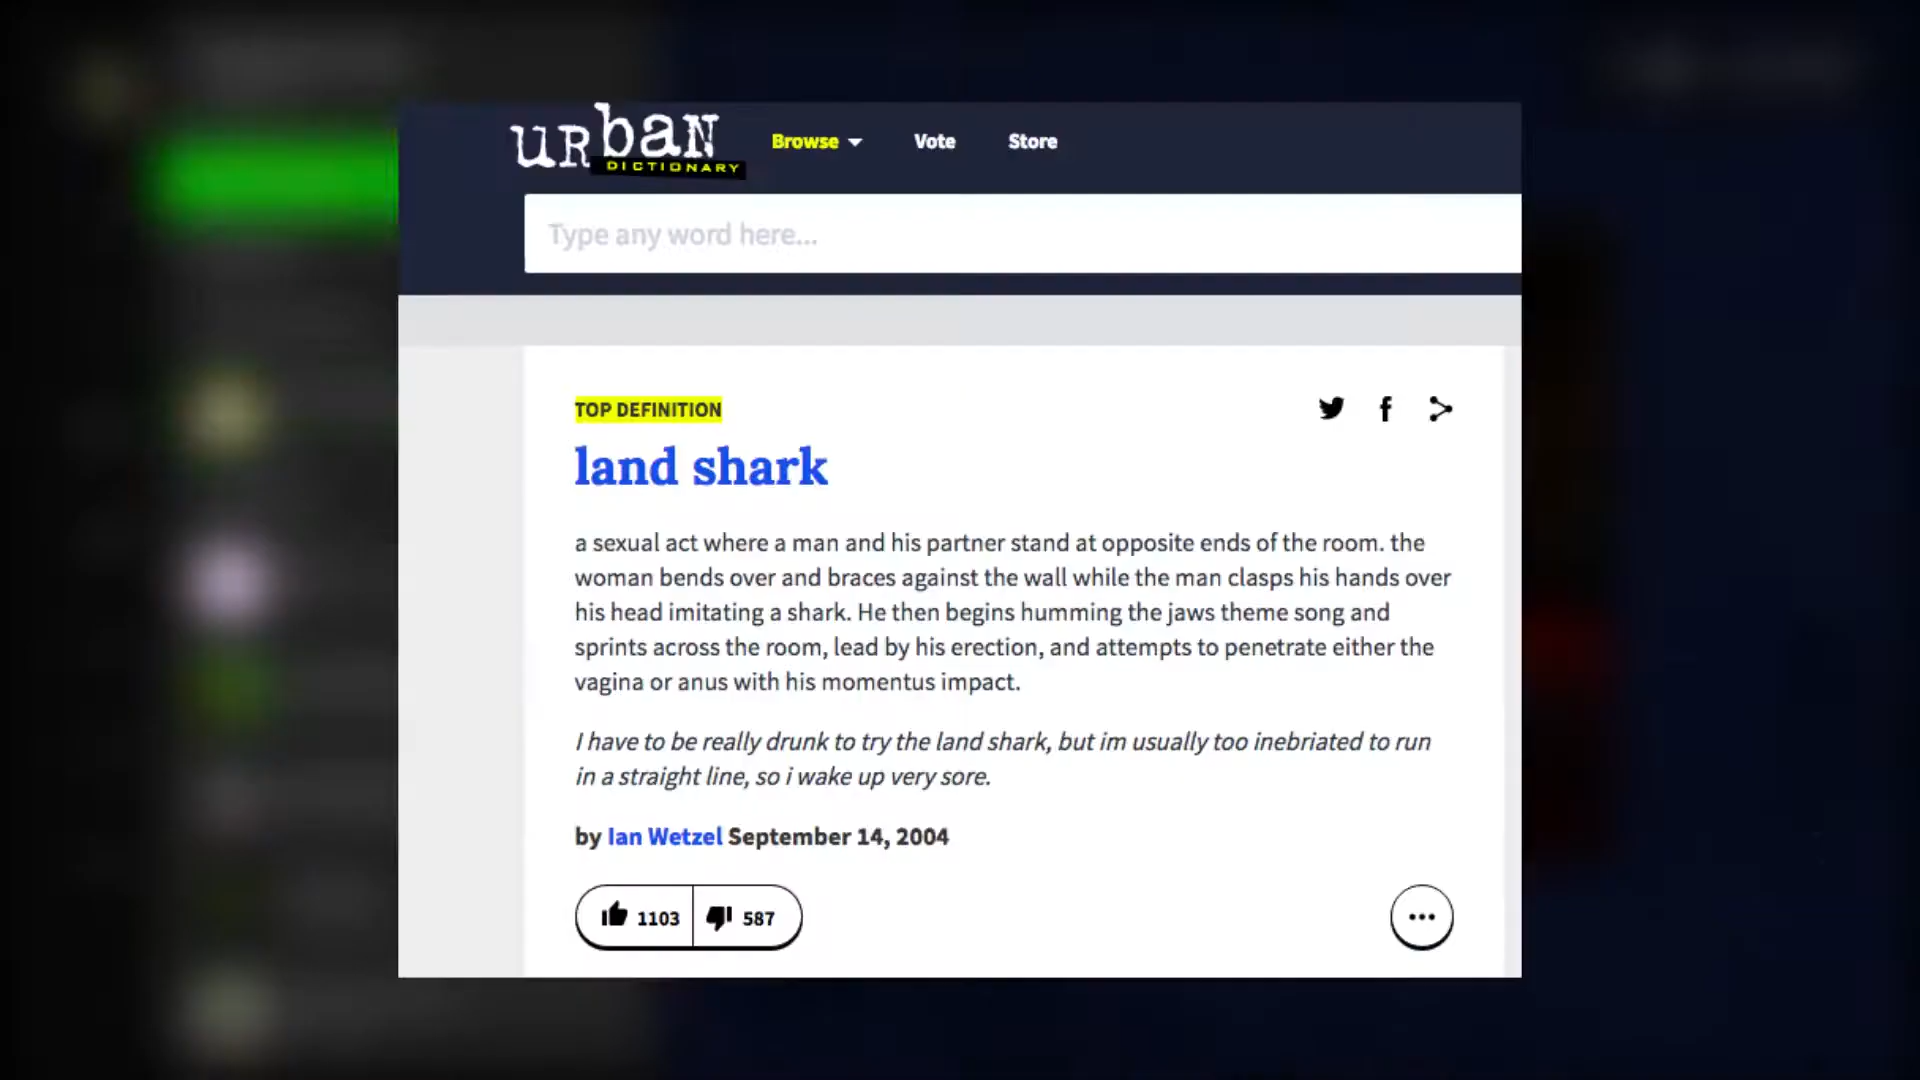 urban
DICTIONARY
Browse
Vote
Store
Type any word here...
TOP DEFINITION
land shark
a sexual act where a man and his partner stand at opposite ends of the room. the
woman bends over and braces against the wall while the man clasps his hands over
his head imitating a shark. He then begins humming the jaws theme song and
sprints across the room, lead by his erection, and attempts to penetrate either the
vagina or anus with his momentus impact.
I have to be really drunk to try the land shark, but im usually too inebriated to run
in a straight line, so i wake up very sore.
by Ian Wetzel September 14, 2004
1103
587